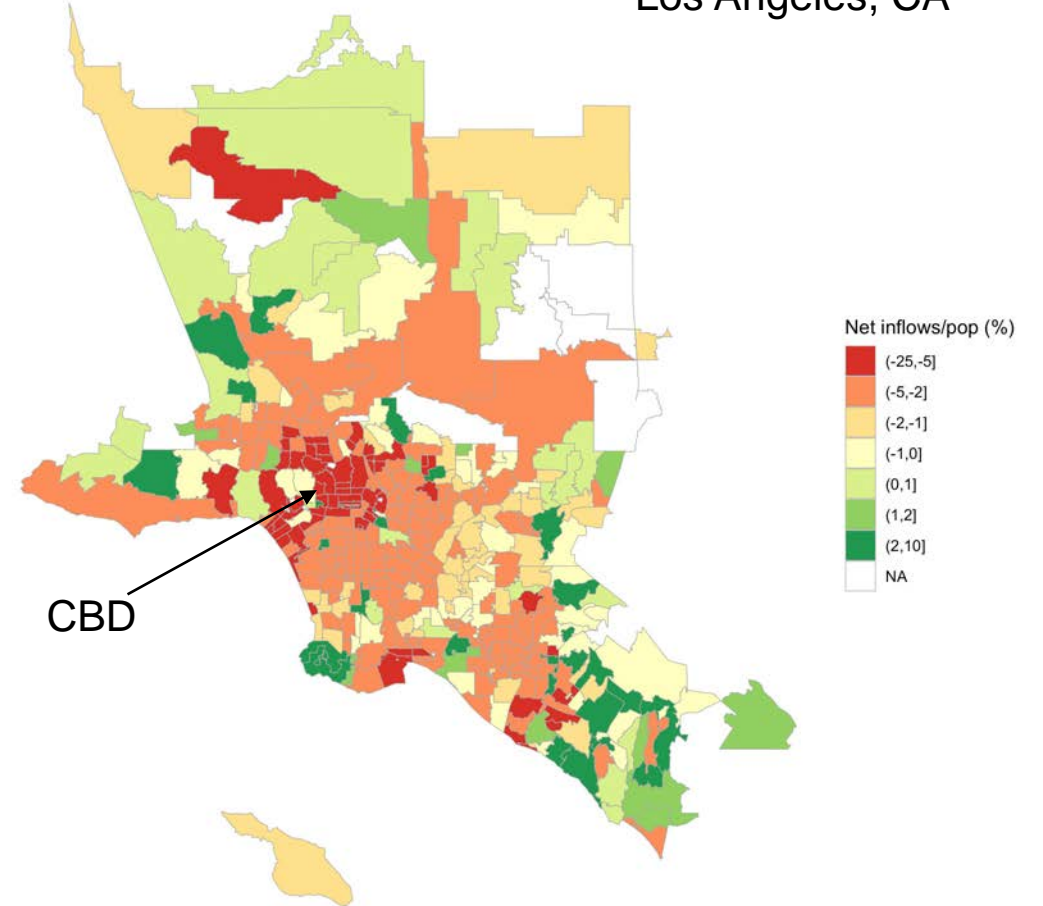 Los Angeles, CA
Net inflows/pop (%)
(-25,-5]
(-5,-2]
(-2,-1]
(-1,0]
(0,1]
(1,2]
(2,10]
NA
CBD